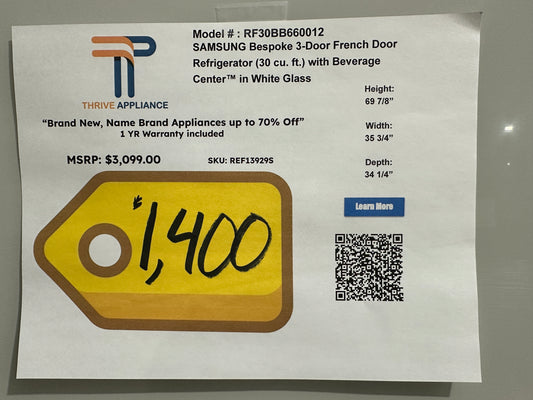 Model # : RF30BB660012
SAMSUNG Bespoke 3-Door French Door
Refrigerator (30 cu. ft.) with Beverage
Center™ in White Glass
THRIVE APPLIANCE
"Brand New, Name Brand Appliances up to 70% Off"
1 YR Warranty included
MSRP: $3,099.00
SKU: REF13929S
$1,400
Height:
69 7/8"
Width:
35 3/4"
Depth:
34 1/4"
Learn More